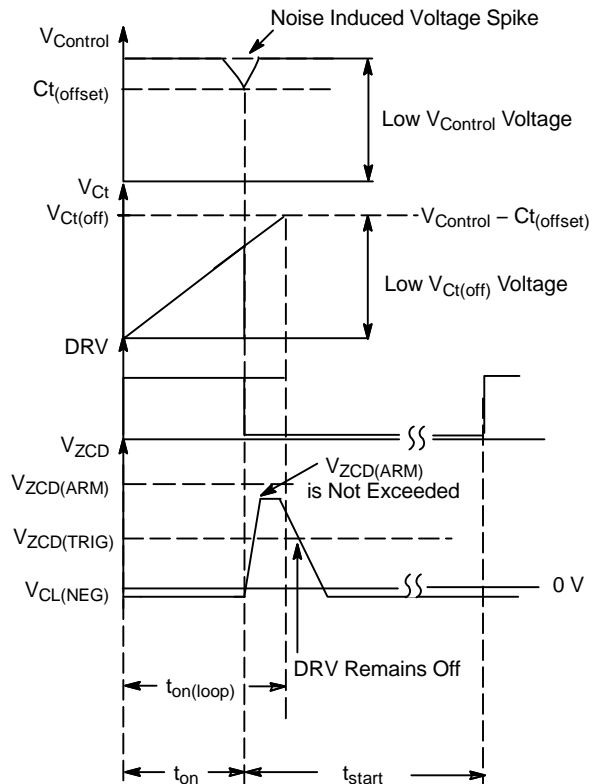 Noise Induced Voltage Spike
VControl
Ct(offset)
Low VControl Voltage
VCt
VCt(off)
VControl – Ct(offset)
Low VCt(off) Voltage
DRV
VZCD
VZCD(ARM)
VZCD(ARM)
is Not Exceeded
VZCD(TRIG)
VCL(NEG)
0 V
DRV Remains Off
ton(loop)
ton
tstart